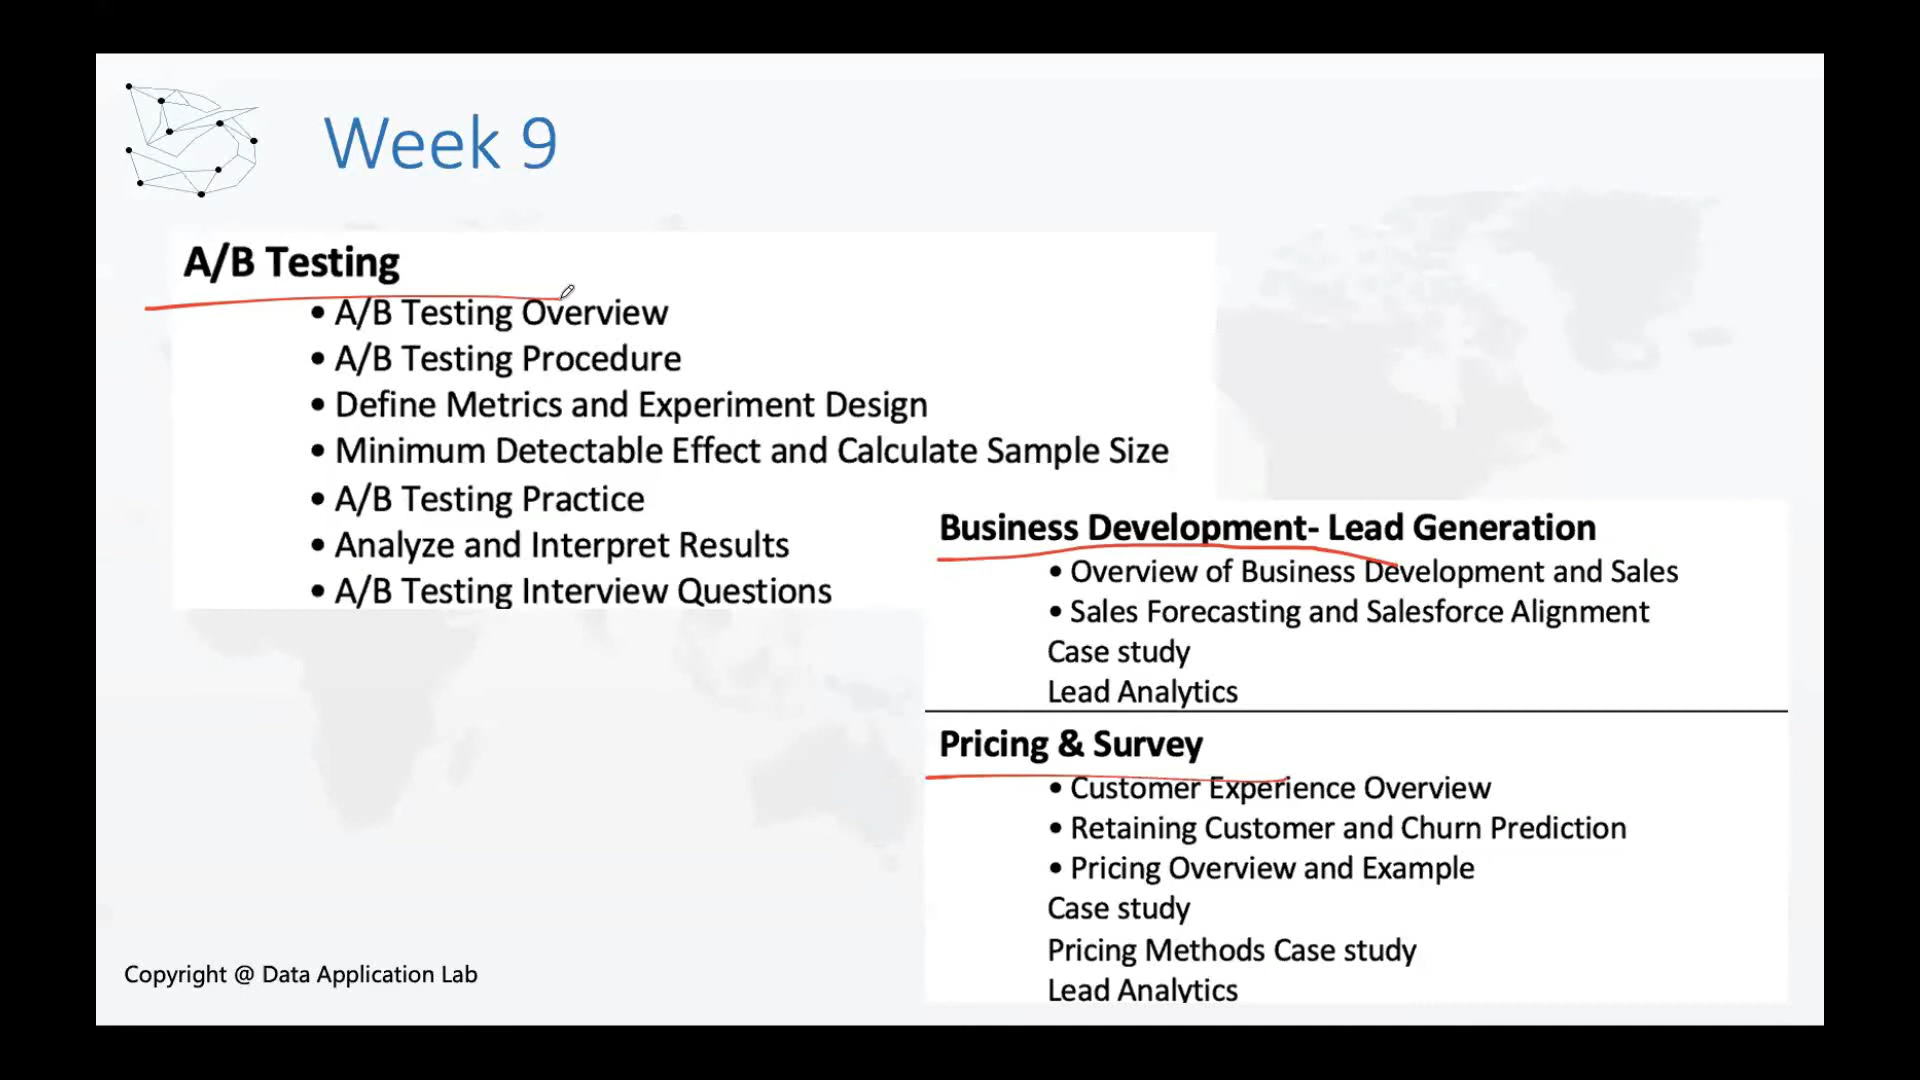 Week 9
A/B Testing
• A/B Testing Overview
• A/B Testing Procedure
• Define Metrics and Experiment Design
• Minimum Detectable Effect and Calculate Sample Size
• A/B Testing Practice
• Analyze and Interpret Results
• A/B Testing Interview Questions
Business Development- Lead Generation
• Overview of Business Development and Sales
• Sales Forecasting and Salesforce Alignment
Case study
Lead Analytics
Pricing & Survey
• Customer Experience Overview
• Retaining Customer and Churn Prediction
• Pricing Overview and Example
Case study
Pricing Methods Case study
Lead Analytics
Copyright @ Data Application Lab